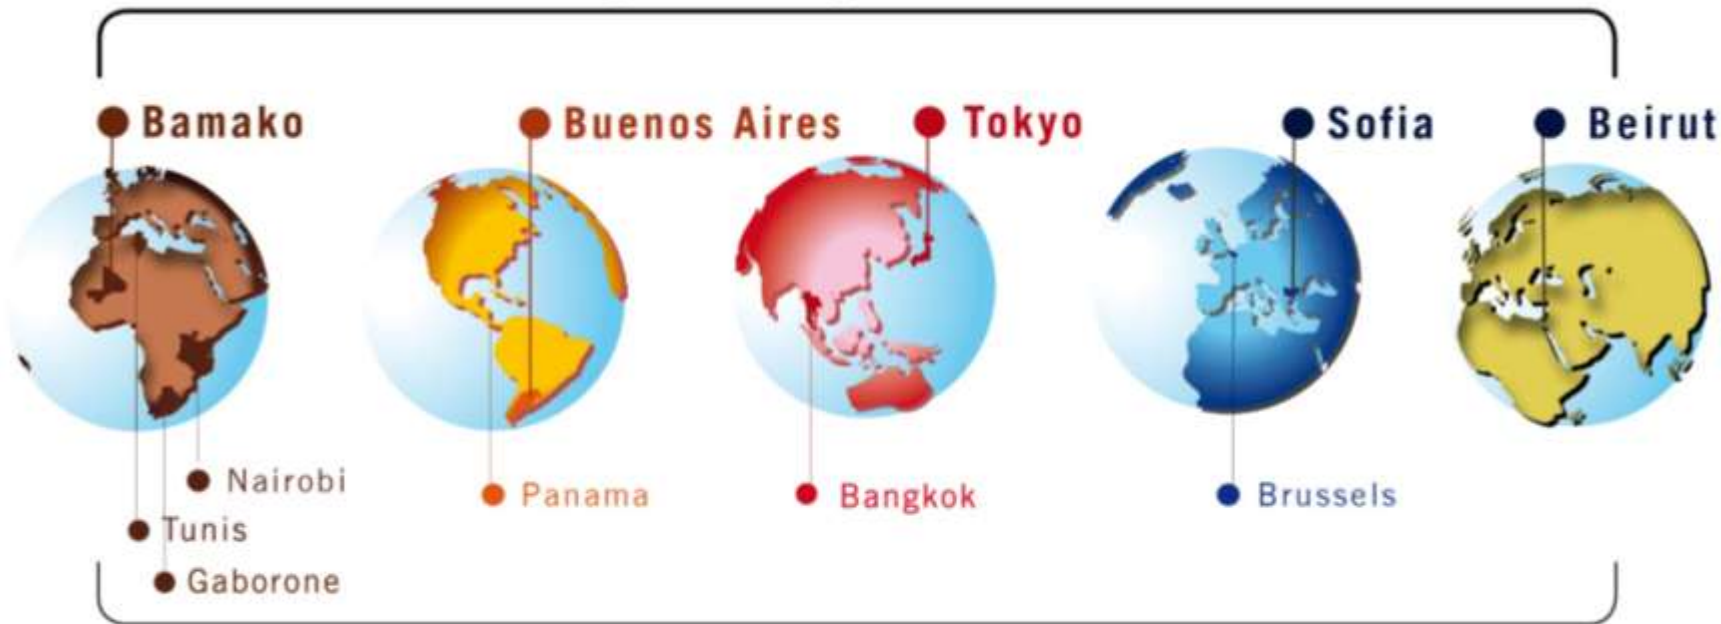 Bamako
Buenos Aires
Tokyo
Sofia
Beirut
Nairobi
Panama
Bangkok
Brussels
Tunis
Gaborone